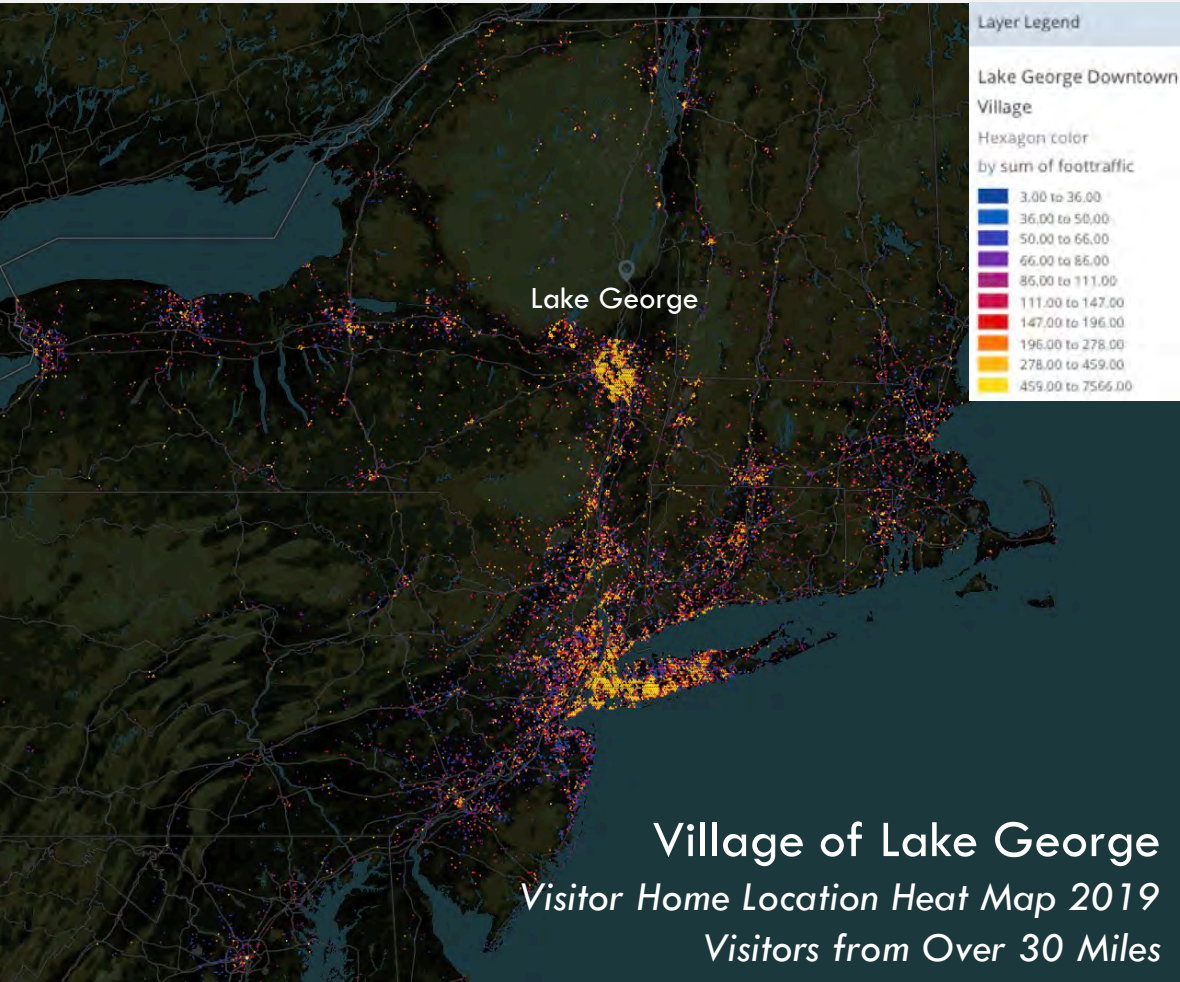 Layer Legend
Lake George Downtown
Village
Hexagon color
by sum of foottraffic
3.00 to 36.00
36.00 to 50.00
50.00 to 66.00
66.00 to 86.00
86.00 to 111.00
111.00 to 147.00
147.00 to 196.00
196.00 to 278.00
278.00 to 459.00
459.00 to 7566.00
Lake George
Village of Lake George
Visitor Home Location Heat Map 2019
Visitors from Over 30 Miles